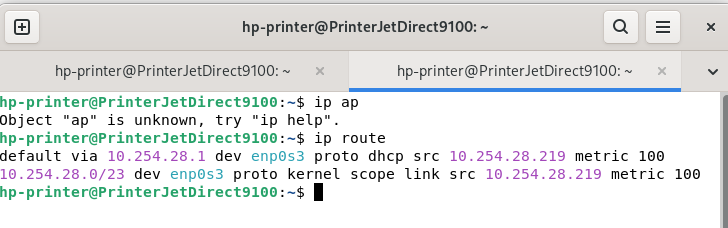 hp-printer@PrinterJetDirect9100: ~
hp-printer@PrinterJetDirect9100: ~ × hp-printer@PrinterJetDirect9100: ~ ×
hp-printer@PrinterJetDirect9100:~$ ip ap
Object "ap" is unknown, try "ip help".
hp-printer@PrinterJetDirect9100:~$ ip route
default via 10.254.28.1 dev enp0s3 proto dhcp src 10.254.28.219 metric 100
10.254.28.0/23 dev enp0s3 proto kernel scope link src 10.254.28.219 metric 100
hp-printer@PrinterJetDirect9100:~$